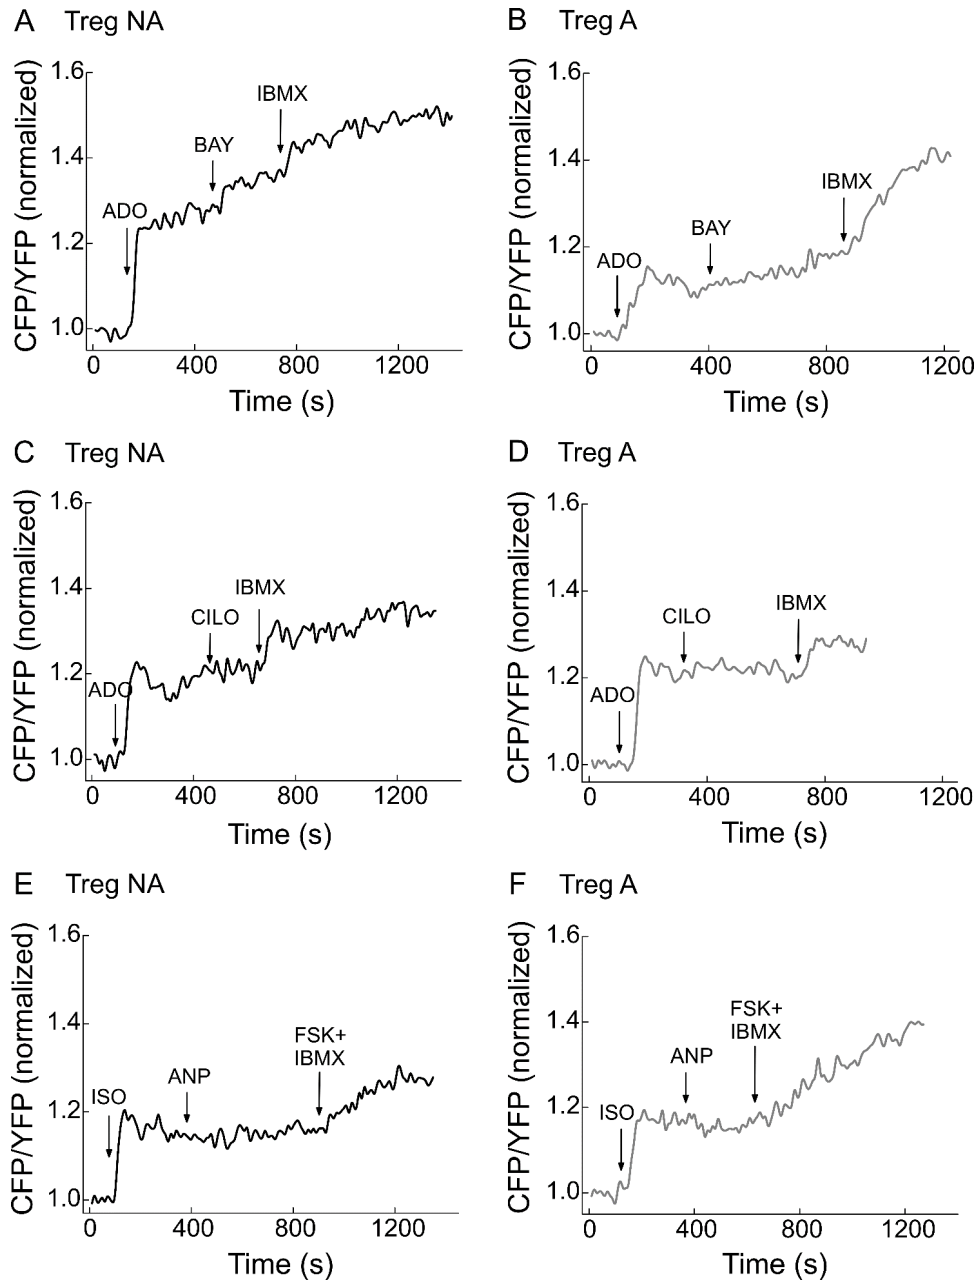 A Treg NA
CFP/YFP (normalized)
1.6
1.4
1.2
1.0
ADO
BAY
IBMX
0 400 800 1200
Time (s)
B Treg A
CFP/YFP (normalized)
1.6
1.4
1.2
1.0
ADO
BAY
IBMX
0 400 800 1200
Time (s)
C Treg NA
CFP/YFP (normalized)
1.6
1.4
1.2
1.0
ADO
CILO
IBMX
0 400 800 1200
Time (s)
D Treg A
CFP/YFP (normalized)
1.6
1.4
1.2
1.0
ADO
CILO
IBMX
0 400 800 1200
Time (s)
E Treg NA
CFP/YFP (normalized)
1.6
1.4
1.2
1.0
ISO
ANP
FSK+
IBMX
0 400 800 1200
Time (s)
F Treg A
CFP/YFP (normalized)
1.6
1.4
1.2
1.0
ISO
ANP
FSK+
IBMX
0 400 800 1200
Time (s)